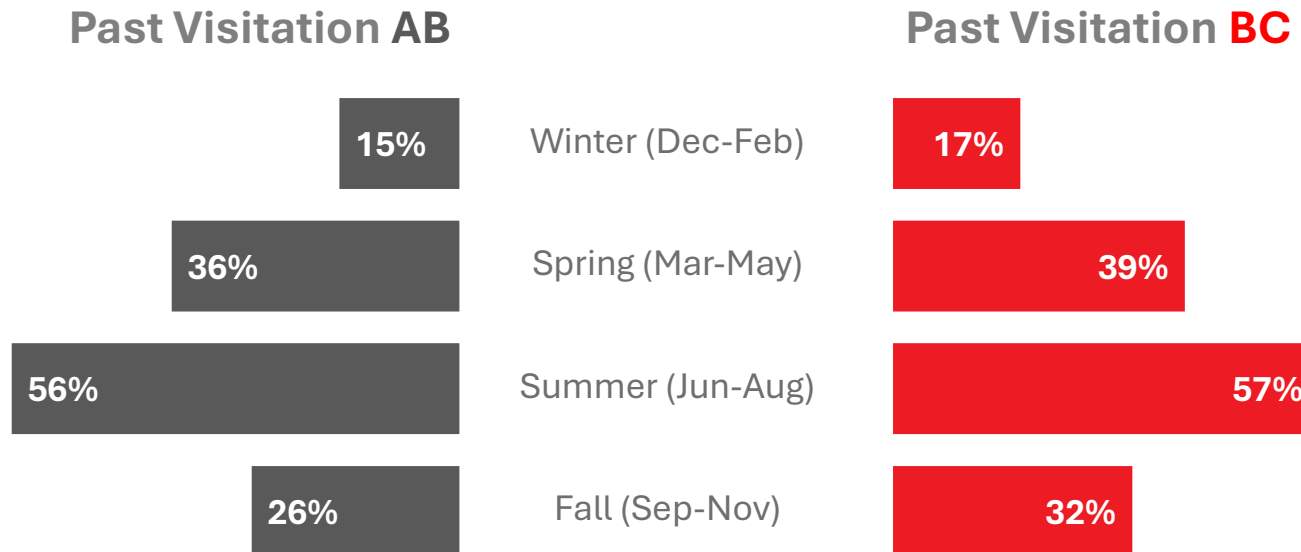 Past Visitation AB
Past Visitation BC
15% Winter (Dec-Feb) 17%
36% Spring (Mar-May) 39%
56% Summer (Jun-Aug) 57%
26% Fall (Sep-Nov) 32%